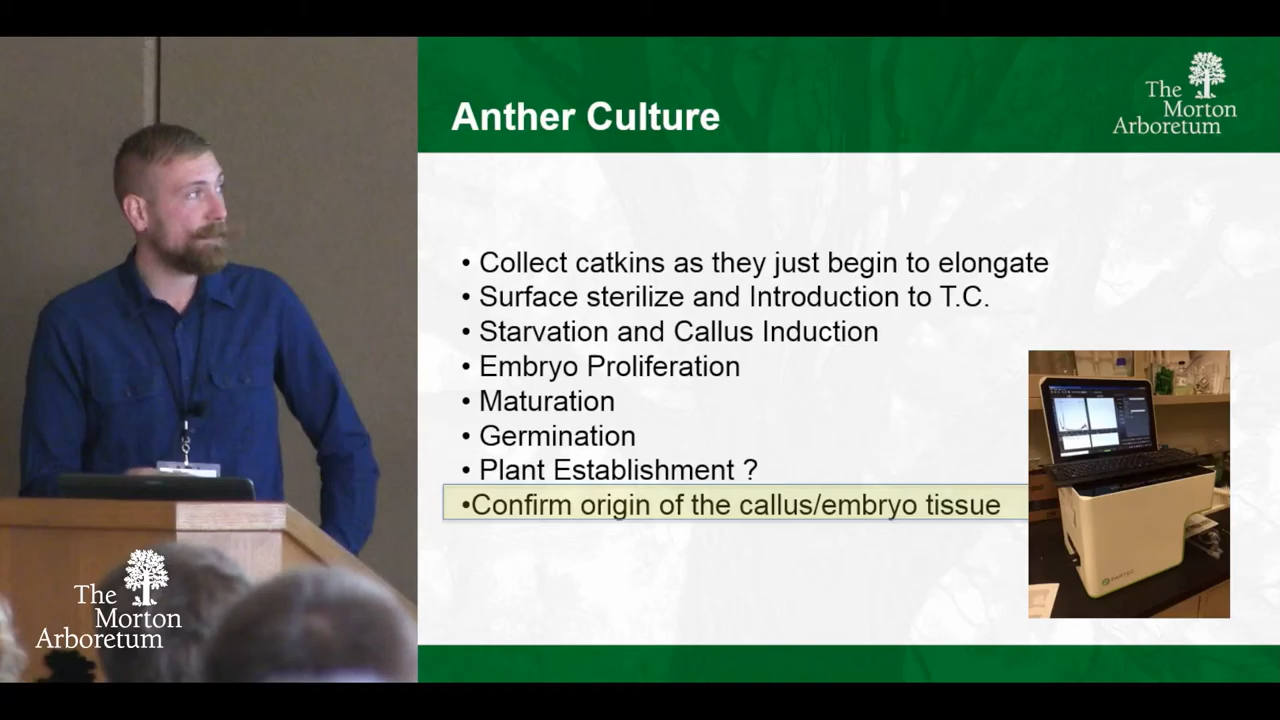 Anther Culture
The
Morton
Arboretum
• Collect catkins as they just begin to elongate
• Surface sterilize and Introduction to T.C.
• Starvation and Callus Induction
• Embryo Proliferation
• Maturation
• Germination
• Plant Establishment ?
•Confirm origin of the callus/embryo tissue
PARTEC
The
Morton
Arboretum